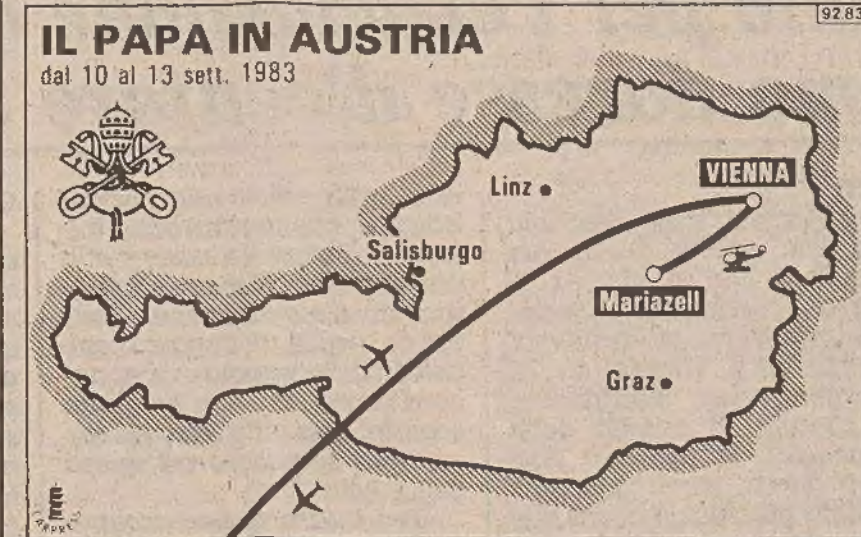 92.83
IL PAPA IN AUSTRIA
dal 10 al 13 sett. 1983
Linz
VIENNA
Salisburgo
Mariazell
Graz